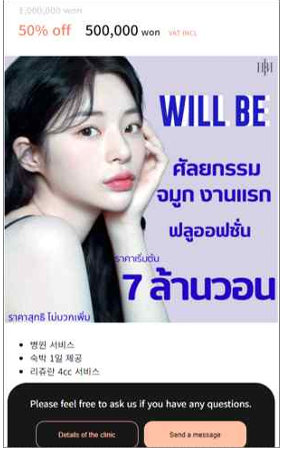 1,000,000 won
50% off 500,000 won VAT INCL
WILL BE
ศัลยกรรม
จมูก งานแรก
ฟลูออฟชั่น
ราคาเริ่มต้น
7 ล้านวอน
ราคาสุทธิ ไม่บวกเพิ่ม
병원 서비스
숙박 1일 제공
리쥬란 4cc 서비스
Please feel free to ask us if you have any questions.
Details of the clinic
Send a message